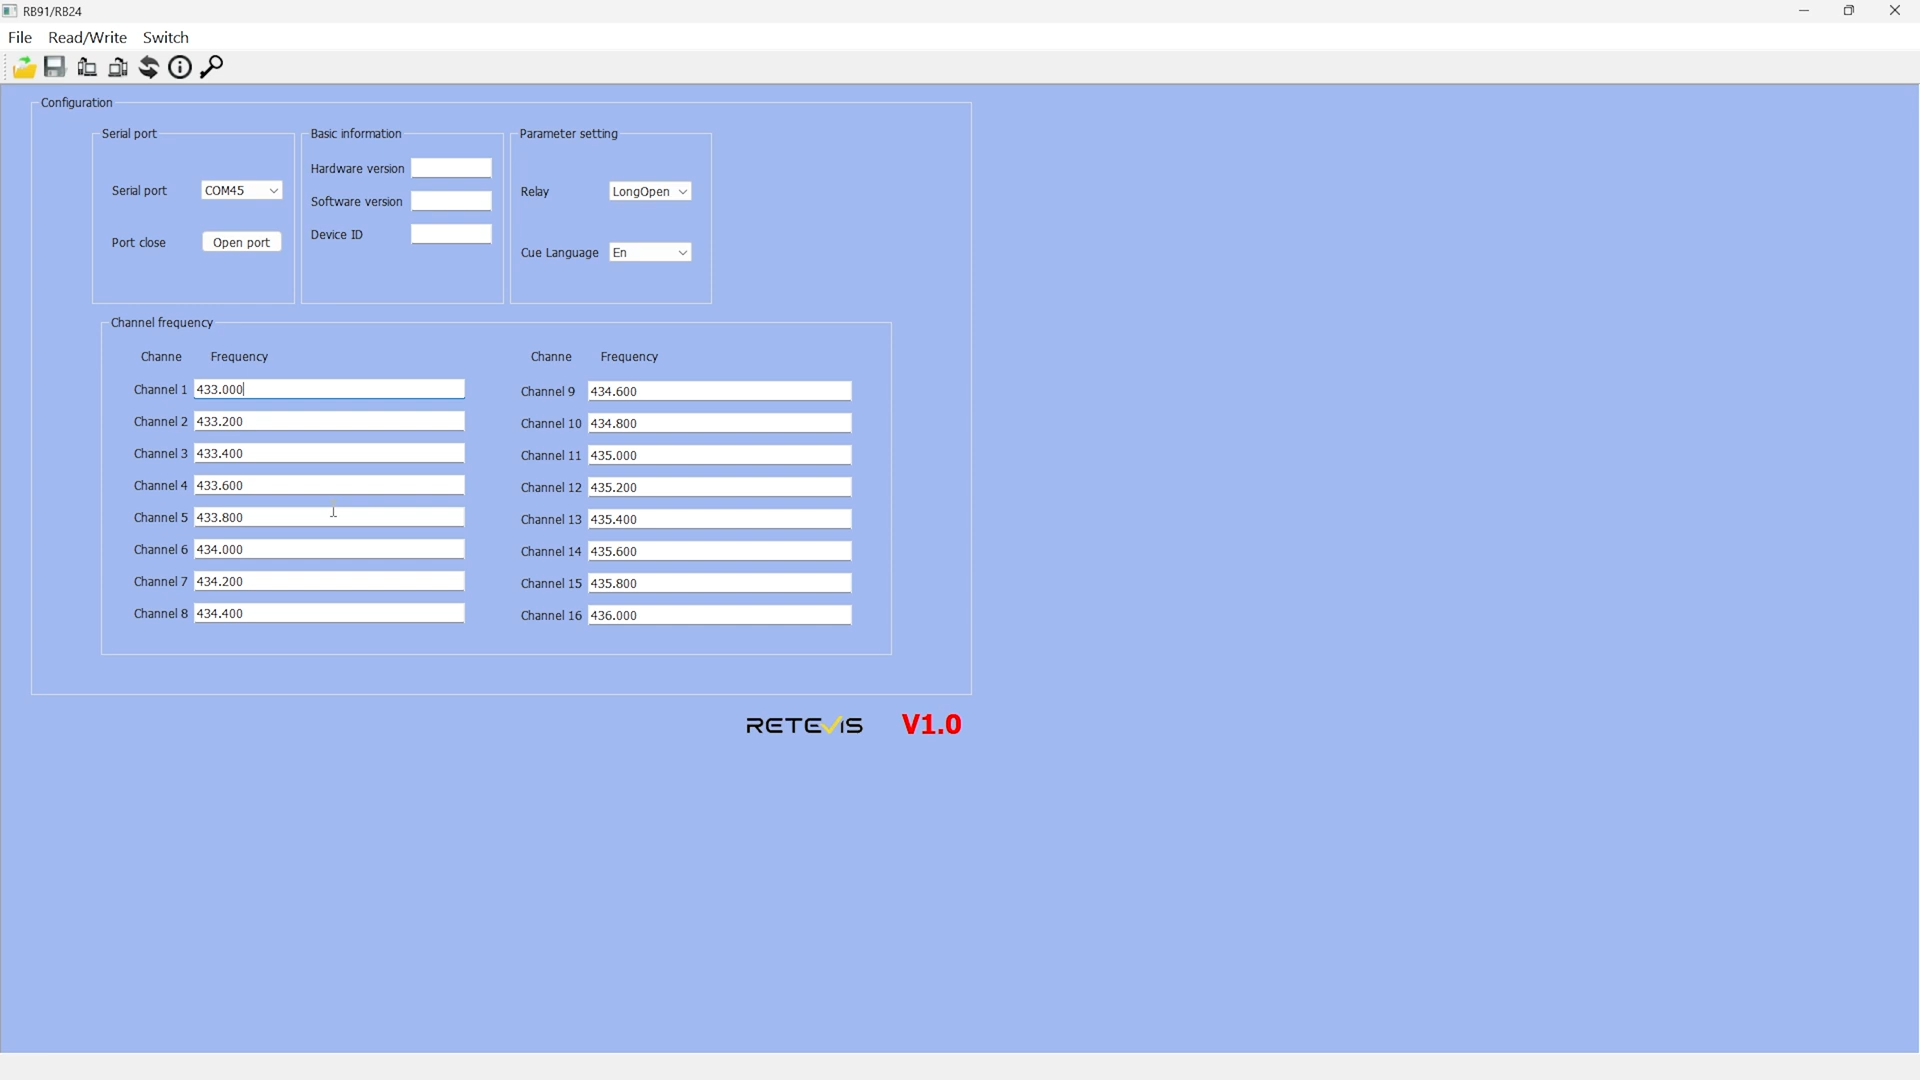 RB91/RB24
File Read/Write Switch
Configuration
Serial port
Serial port COM45
Port close Open port
Basic information
Hardware version
Software version
Device ID
Parameter setting
Relay LongOpen
Cue Language En
Channel frequency
Channe Frequency
Channel 1 433.000
Channel 2 433.200
Channel 3 433.400
Channel 4 433.600
Channel 5 433.800
Channel 6 434.000
Channel 7 434.200
Channel 8 434.400
Channe Frequency
Channel 9 434.600
Channel 10 434.800
Channel 11 435.000
Channel 12 435.200
Channel 13 435.400
Channel 14 435.600
Channel 15 435.800
Channel 16 436.000
RETEVIS V1.0